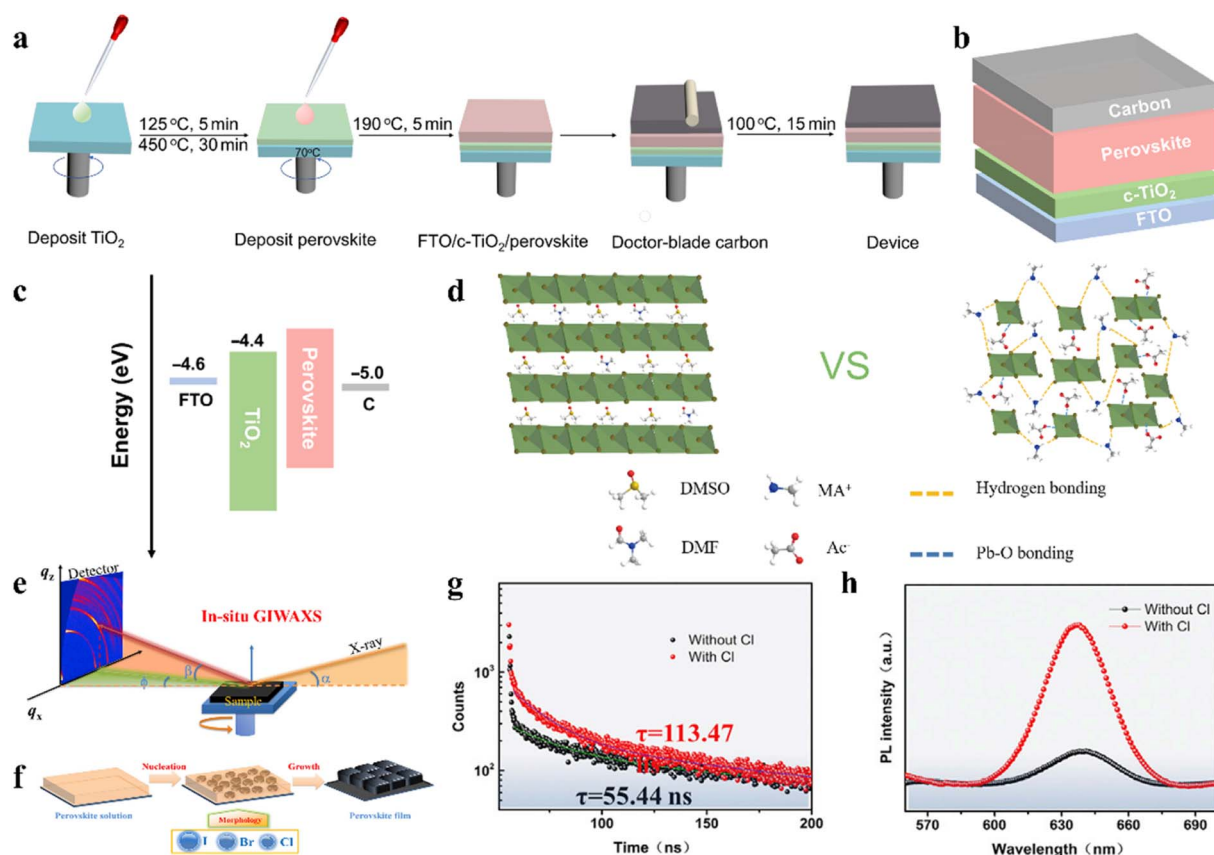 a
125 °C, 5 min
450 °C, 30 min
190 °C, 5 min
100 °C, 15 min
70°C
Deposit TiO2
Deposit perovskite
FTO/c-TiO2/perovskite
Doctor-blade carbon
Device
b
Carbon
Perovskite
c-TiO2
FTO
c
Energy (eV)
−4.6
FTO
−4.4
TiO2
Perovskite
−5.0
C
d
VS
DMSO
MA+
Hydrogen bonding
DMF
Ac-
Pb-O bonding
e
qz
Detector
In-situ GIWAXS
X-ray
β
ϕ
α
Sample
qx
f
Nucleation
Growth
Perovskite solution
Morphology
Perovskite film
I
Br
Cl
g
Without Cl
With Cl
Counts
10^3
10^2
τ=113.47
τ=55.44 ns
100
150
200
Time (ns)
h
Without Cl
With Cl
PL intensity (a.u.)
570
600
630
660
690
Wavelength (nm)